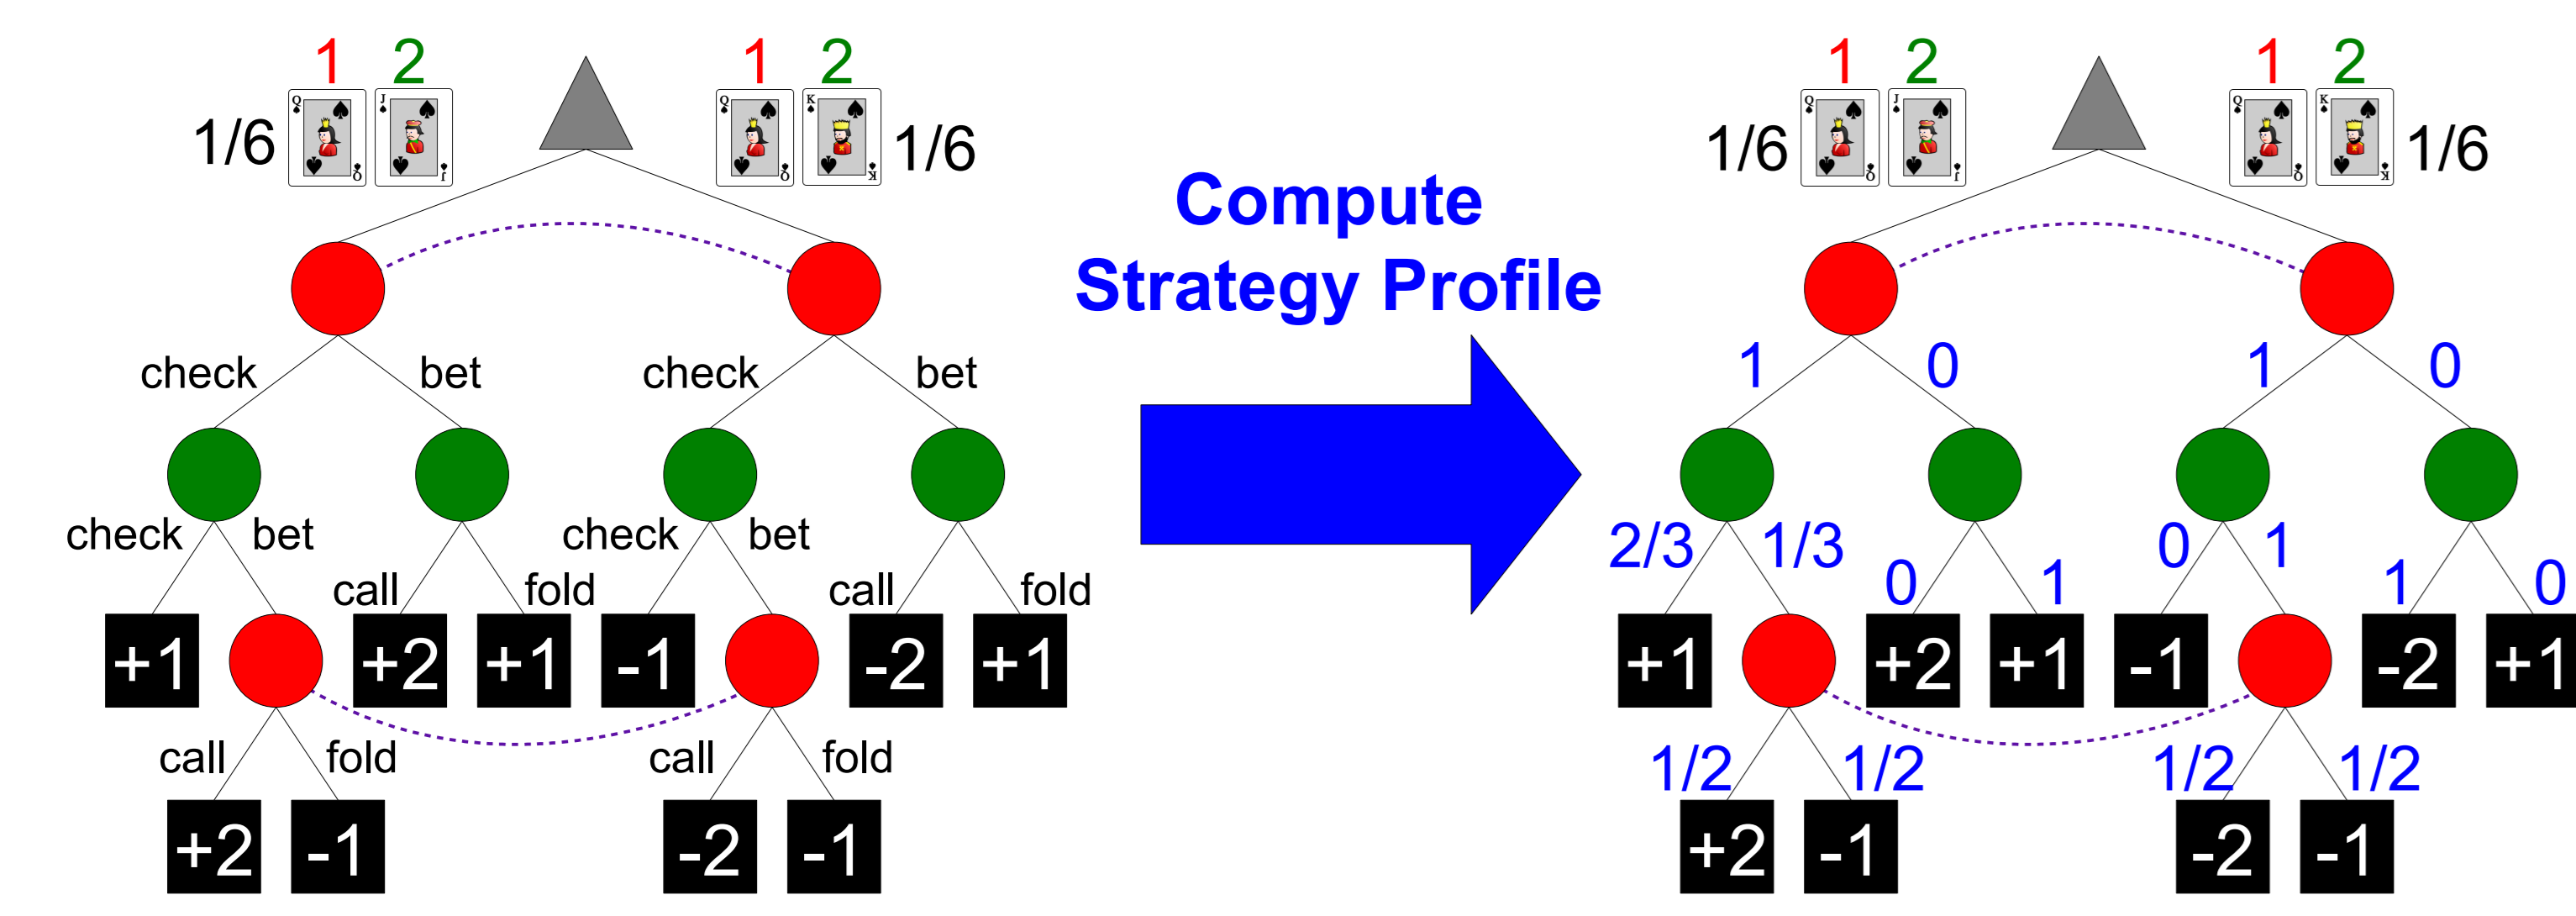 1 2 1 2 1 2 1 2
1/6 Q J Q K 1/6 1/6 Q J Q K 1/6
Compute
Strategy Profile
check bet check bet 1 0 1 0
check bet check bet 2/3 1/3 0 1
call fold call fold 0 1 1 0
+1 +2 +1 -1 -2 +1 +1 +2 +1 -1 -2 +1
call fold call fold 1/2 1/2 1/2 1/2
+2 -1 -2 -1 +2 -1 -2 -1